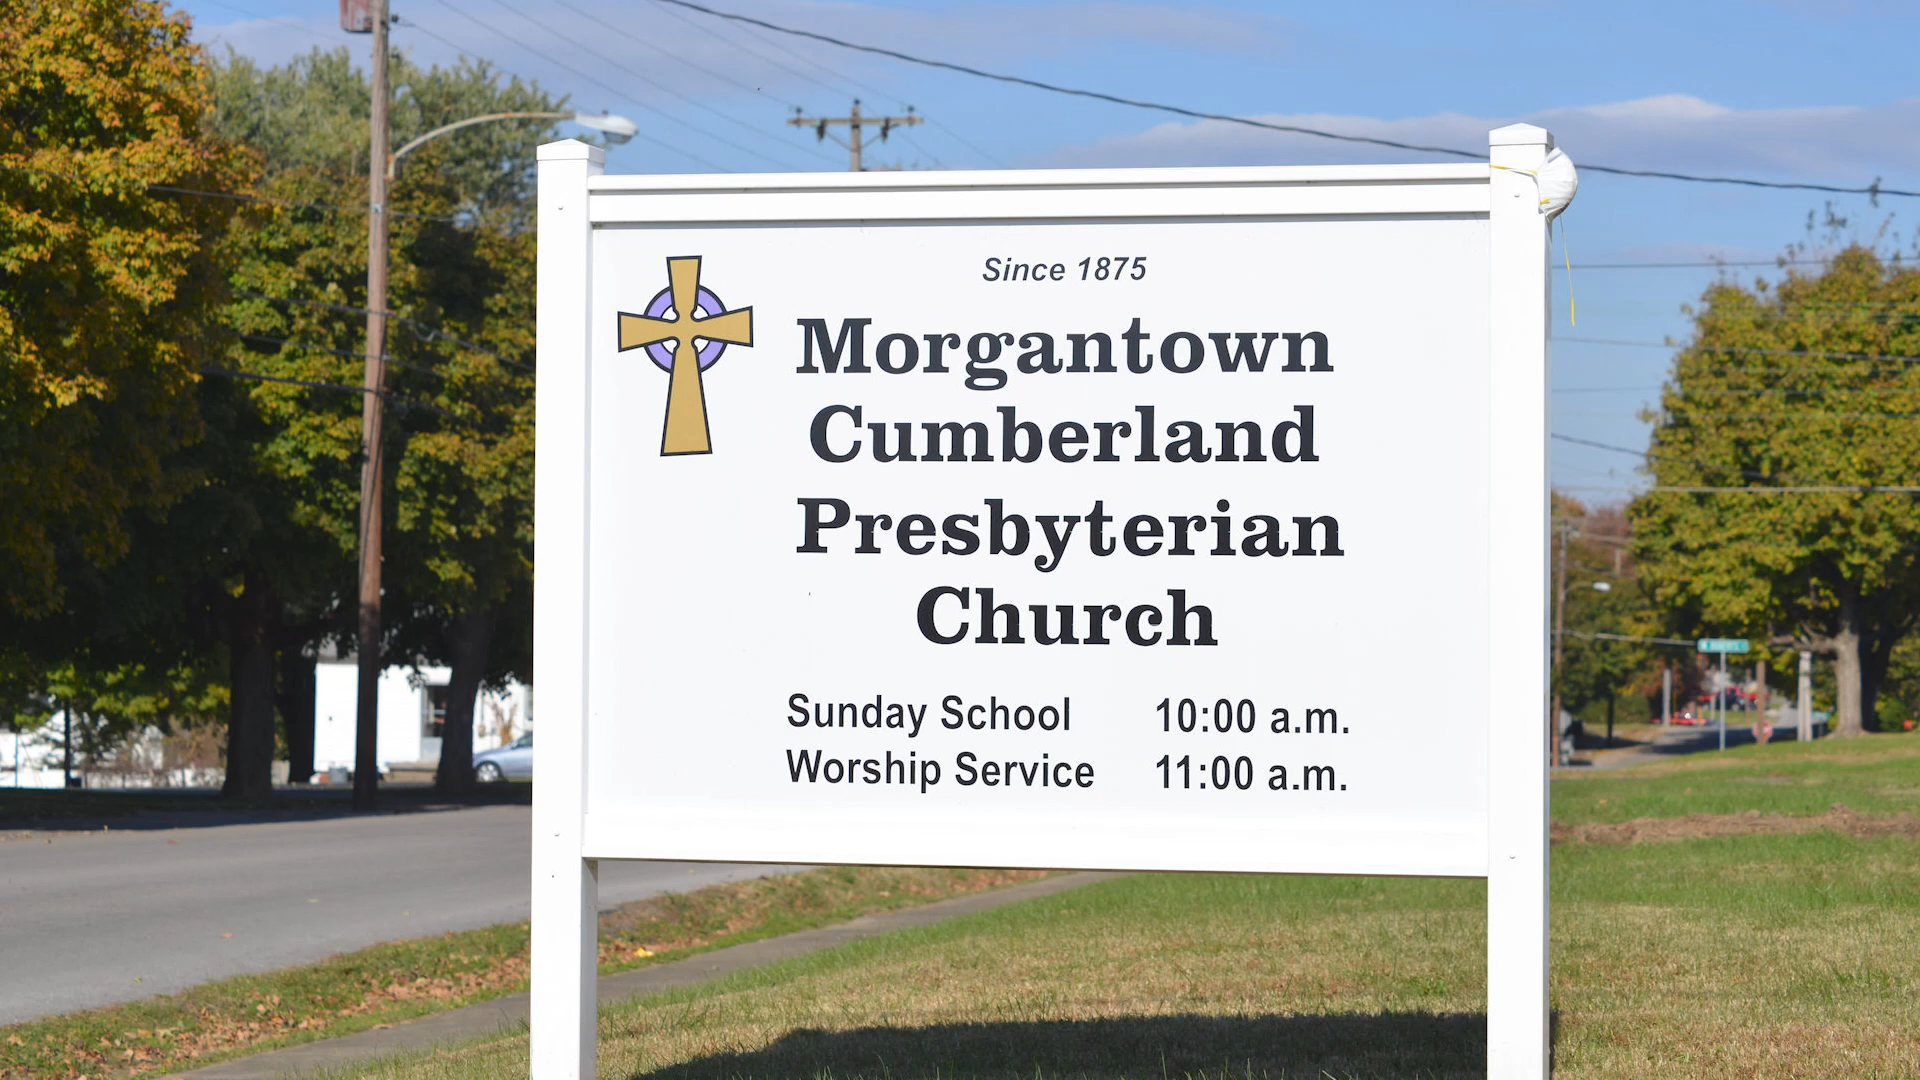 Since 1875
Morgantown
Cumberland
Presbyterian
Church
Sunday School 10:00 a.m.
Worship Service 11:00 a.m.